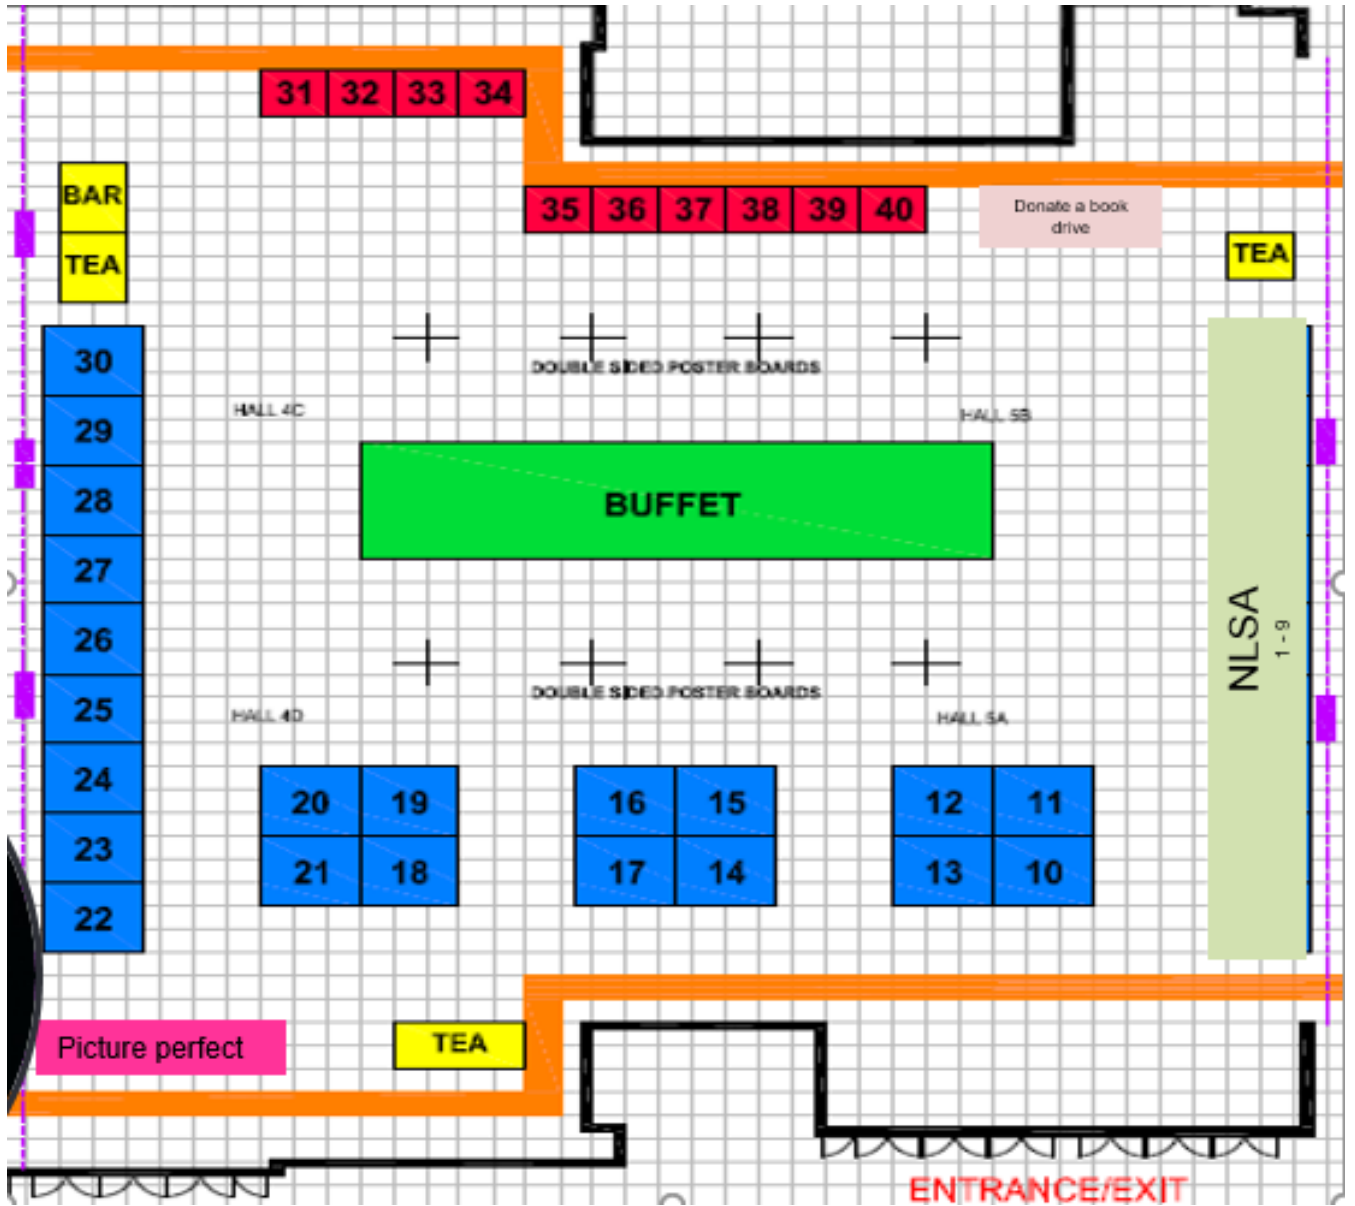 31 32 33 34
BAR
35 36 37 38 39 40
Donate a book
drive
TEA
TEA
30
DOUBLE SIDED POSTER BOARDS
29
HALL 4C
HALL 5B
28
BUFFET
27
26
NLSA
1 - 9
25
DOUBLE SIDED POSTER BOARDS
HALL 4D
HALL 5A
24
20 19
16 15
12 11
23
21 18
17 14
13 10
22
Picture perfect
TEA
ENTRANCE/EXIT